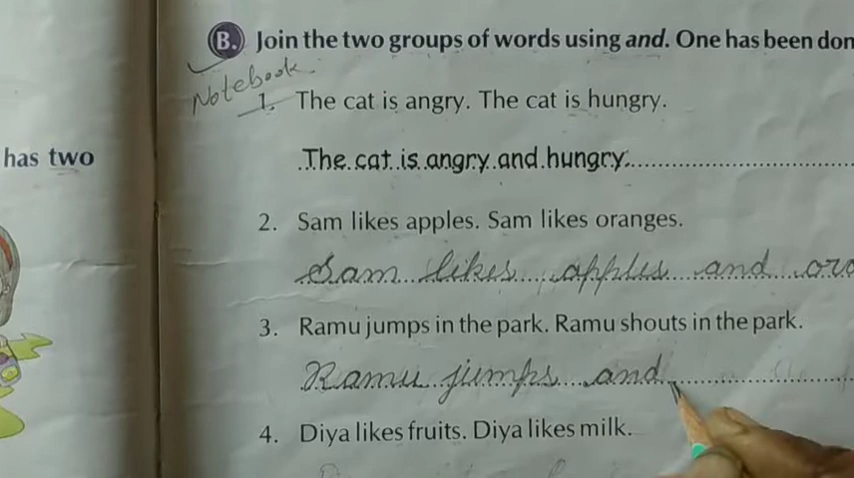 B. Join the two groups of words using and. One has been don
Notebook
1. The cat is angry. The cat is hungry.
has two
The cat is angry and hungry.
2. Sam likes apples. Sam likes oranges.
Sam likes apples and ora
3. Ramu jumps in the park. Ramu shouts in the park.
Ramu jumps and
4. Diya likes fruits. Diya likes milk.